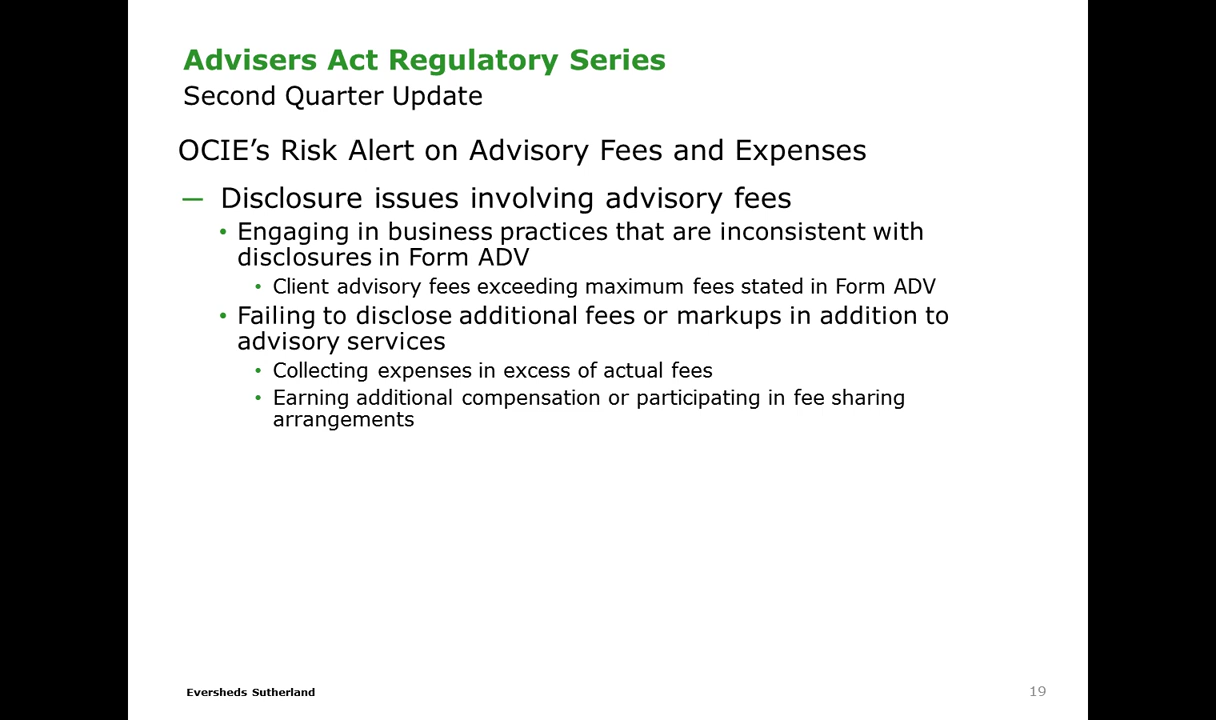 Advisers Act Regulatory Series
Second Quarter Update
OCIE’s Risk Alert on Advisory Fees and Expenses
— Disclosure issues involving advisory fees
• Engaging in business practices that are inconsistent with
disclosures in Form ADV
• Client advisory fees exceeding maximum fees stated in Form ADV
• Failing to disclose additional fees or markups in addition to
advisory services
• Collecting expenses in excess of actual fees
• Earning additional compensation or participating in fee sharing
arrangements
Eversheds Sutherland
19